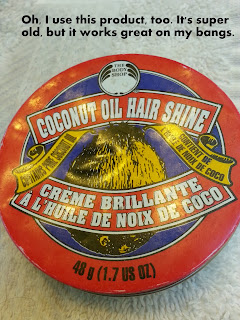 Oh, I use this product, too. It's super
old, but it works great on my bangs.
THE
BODY
SHOP
COCONUT OIL HAIR SHINE
CRÈME BRILLANTE
À L'HUILE DE NOIX DE COCO
48 g (1.7 US OZ)